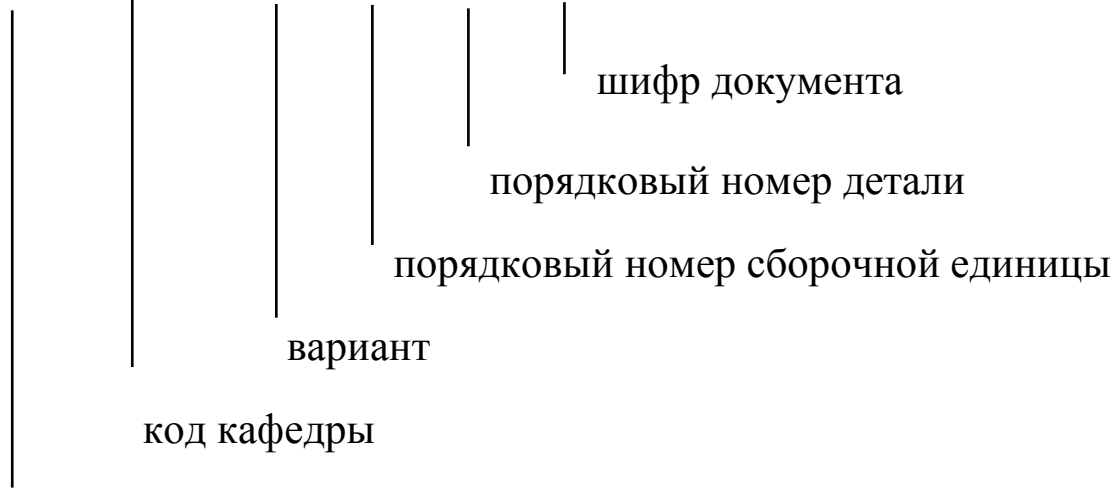 шифр документа
порядковый номер детали
порядковый номер сборочной единицы
вариант
код кафедры